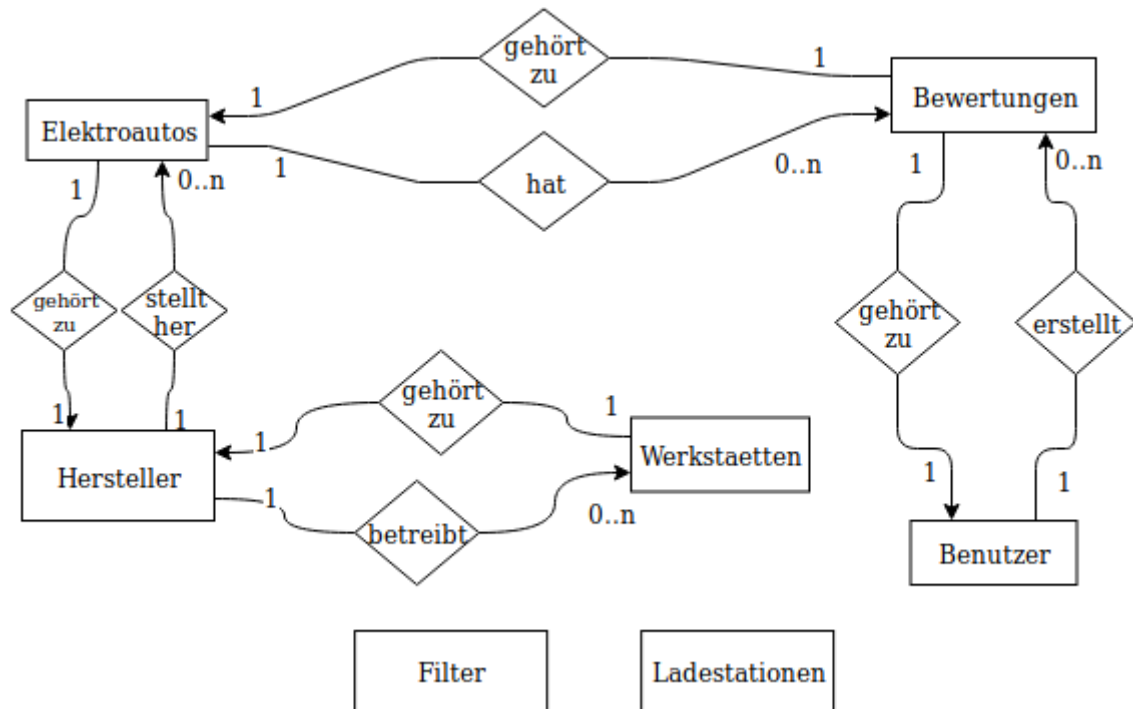 gehört
zu
1
1
Bewertungen
Elektroautos
1
hat
0..n
1
0..n
1
0..n
gehört
zu
stellt
her
gehört
zu
erstellt
1
1
gehört
zu
1
1
Hersteller
Werkstaetten
1
betreibt
0..n
1
1
Benutzer
Filter
Ladestationen